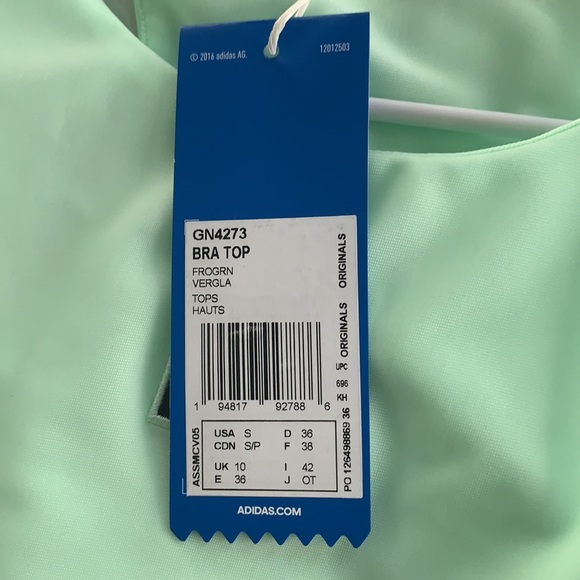 © 2016 adidas AG.
12012503
GN4273
BRA TOP
FROGRN
VERGLA
TOPS
HAUTS
1 94817 92788 6
USA S D 36
CDN S/P F 38
UK 10 I 42
E 36 J OT
ASSMCV05
PO 126498869 36 KH 696 UPC ORIGINALS ORIGINALS
ADIDAS.COM